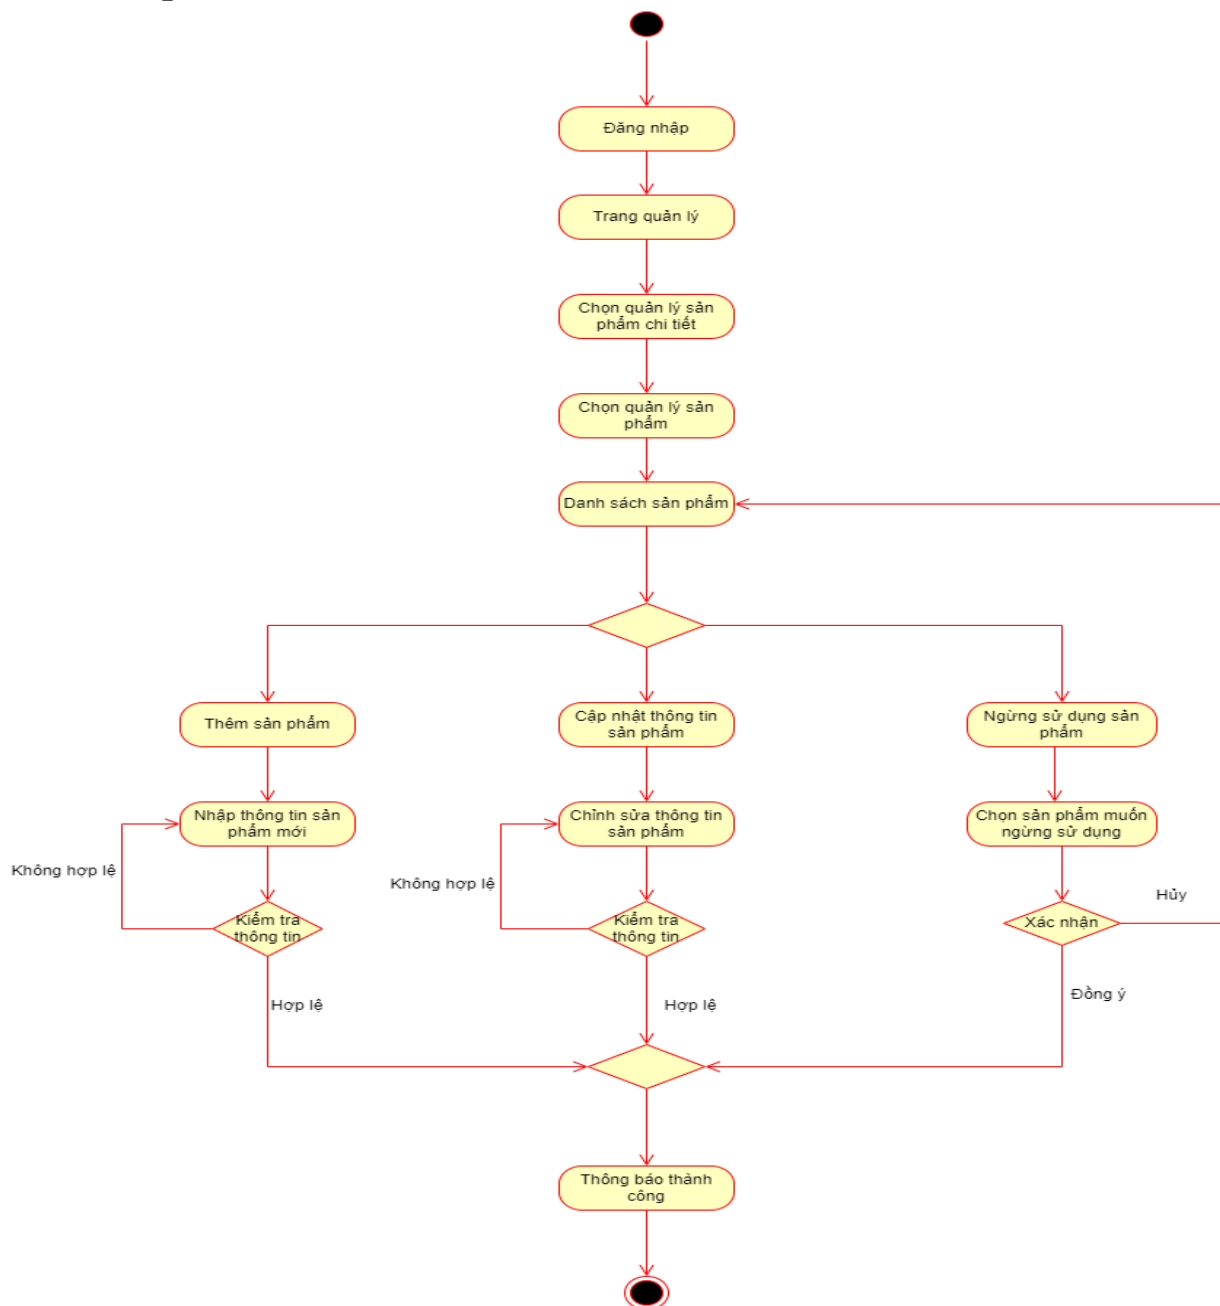 Đăng nhập
Trang quản lý
Chọn quản lý sản
phẩm chi tiết
Chọn quản lý sản
phẩm
Danh sách sản phẩm
Thêm sản phẩm
Cập nhật thông tin
sản phẩm
Ngừng sử dụng sản
phẩm
Nhập thông tin sản
phẩm mới
Chỉnh sửa thông tin
sản phẩm
Chọn sản phẩm muốn
ngừng sử dụng
Không hợp lệ
Không hợp lệ
Hủy
Kiểm tra
thông tin
Kiểm tra
thông tin
Xác nhận
Hợp lệ
Hợp lệ
Đồng ý
Thông báo thành
công